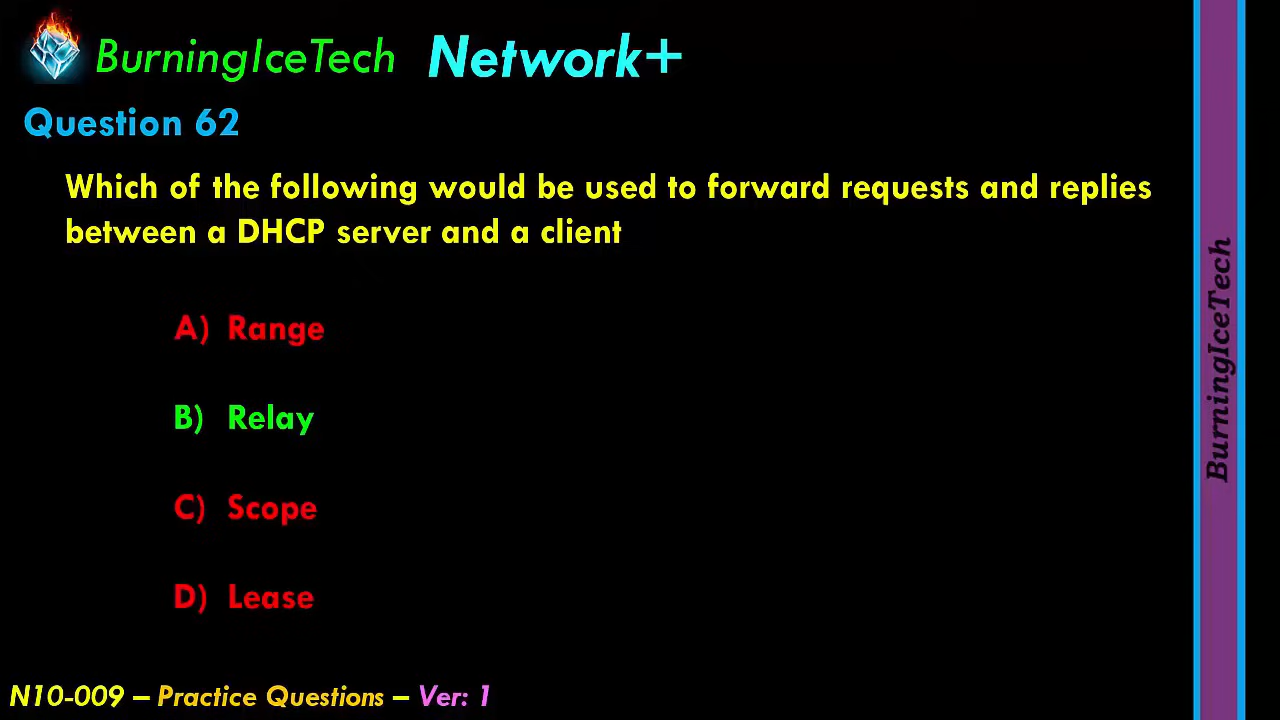 BurningIceTech Network+
Question 62
Which of the following would be used to forward requests and replies
between a DHCP server and a client
A) Range
B) Relay
C) Scope
D) Lease
N10-009 – Practice Questions – Ver: 1
BurningIceTech